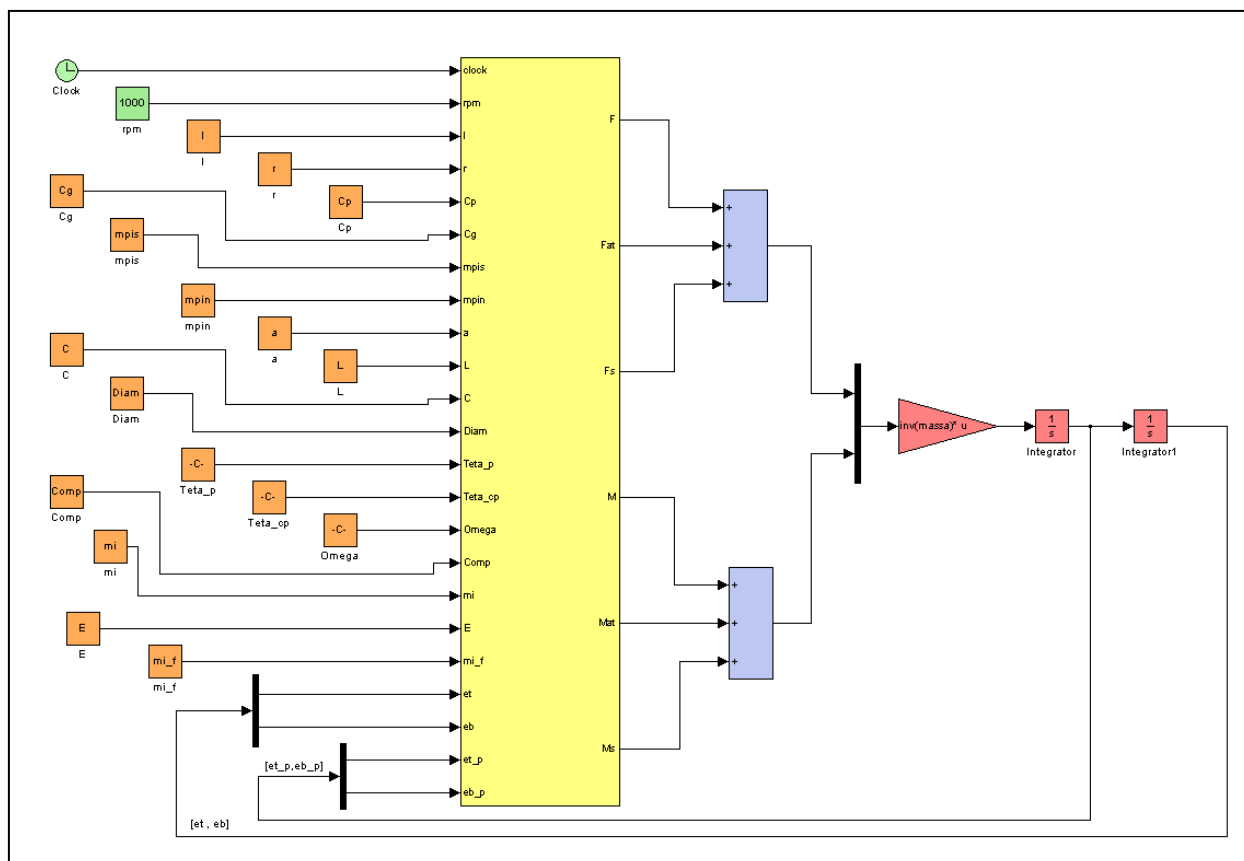 clock
Clock
1000
rpm
rpm
l
l
l
r
r
r
Cp
Cp
Cp
Cg
Cg
Cg
mpis
mpis
mpis
mpin
mpin
mpin
a
a
a
L
L
L
C
C
C
Diam
Diam
Diam
-C-
Teta_p
Teta_p
-C-
Teta_cp
Teta_cp
-C-
Omega
Omega
Comp
Comp
Comp
mi
mi
mi
E
E
E
mi_f
mi_f
mi_f
et
eb
[et_p,eb_p]
et_p
eb_p
[et , eb]
F
Fat
Fs
M
Mat
Ms
+
+
+
+
+
+
inv(massa)* u
1
s
Integrator
1
s
Integrator1